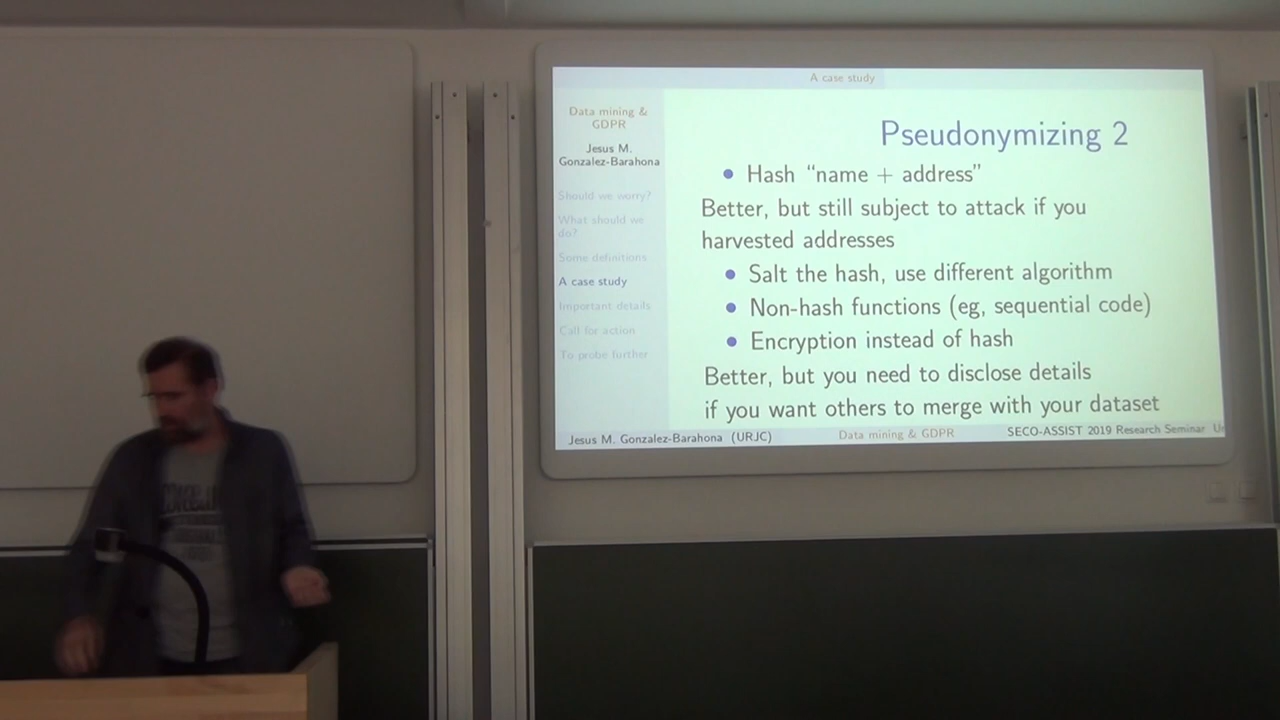 A case study
Data mining &
GDPR
Jesus M.
Gonzalez-Barahona
Should we worry?
What should we
do?
Some definitions
A case study
Important details
Call for action
To probe further
Pseudonymizing 2
• Hash “name + address”
Better, but still subject to attack if you
harvested addresses
• Salt the hash, use different algorithm
• Non-hash functions (eg, sequential code)
• Encryption instead of hash
Better, but you need to disclose details
if you want others to merge with your dataset
Jesus M. Gonzalez-Barahona (URJC)
Data mining & GDPR
SECO-ASSIST 2019 Research Seminar